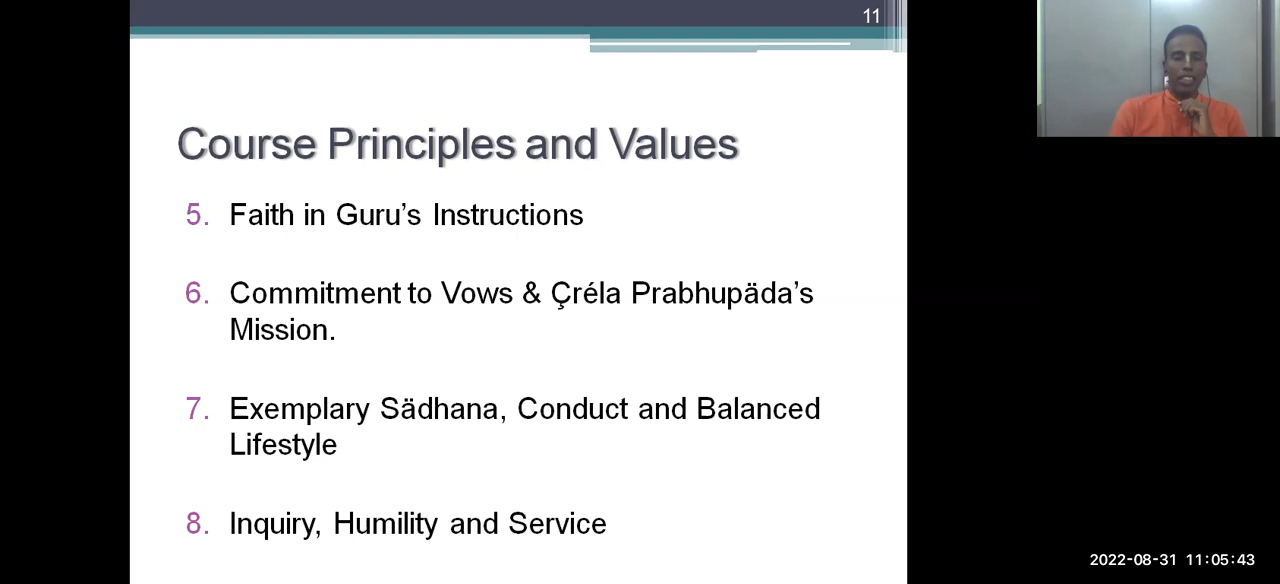 11
Course Principles and Values
5. Faith in Guru’s Instructions
6. Commitment to Vows & Çréla Prabhupäda’s
Mission.
7. Exemplary Sädhana, Conduct and Balanced
Lifestyle
8. Inquiry, Humility and Service
2022-08-31 11:05:43